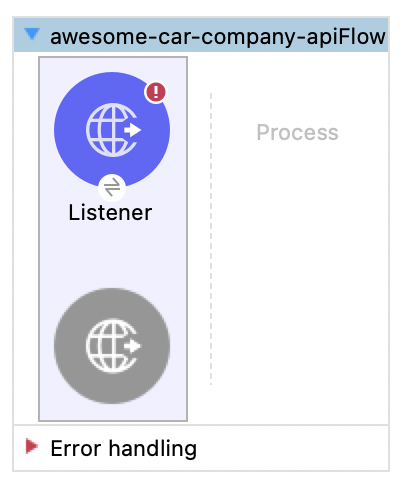 awesome-car-company-apiFlow
Process
Listener
Error handling